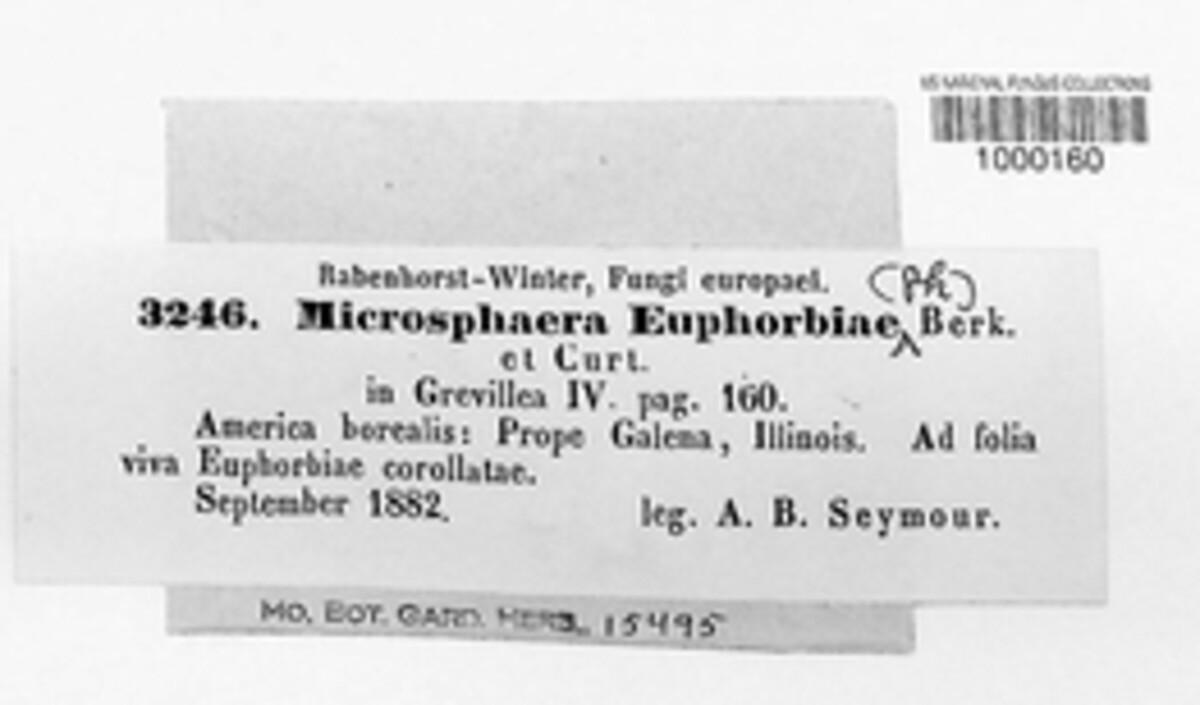 US NATIONAL FUNGUS COLLECTIONS
1000160
Rabenhorst-Winter, Fungi europaei. (Pk)
3246. Microsphaera Euphorbiae ^ Berk.
et Curt.
in Grevillea IV. pag. 160.
America borealis: Prope Galena, Illinois. Ad folia
viva Euphorbiae corollatae.
September 1882. leg. A. B. Seymour.
MO. BOT. GARD. HERB. 15495